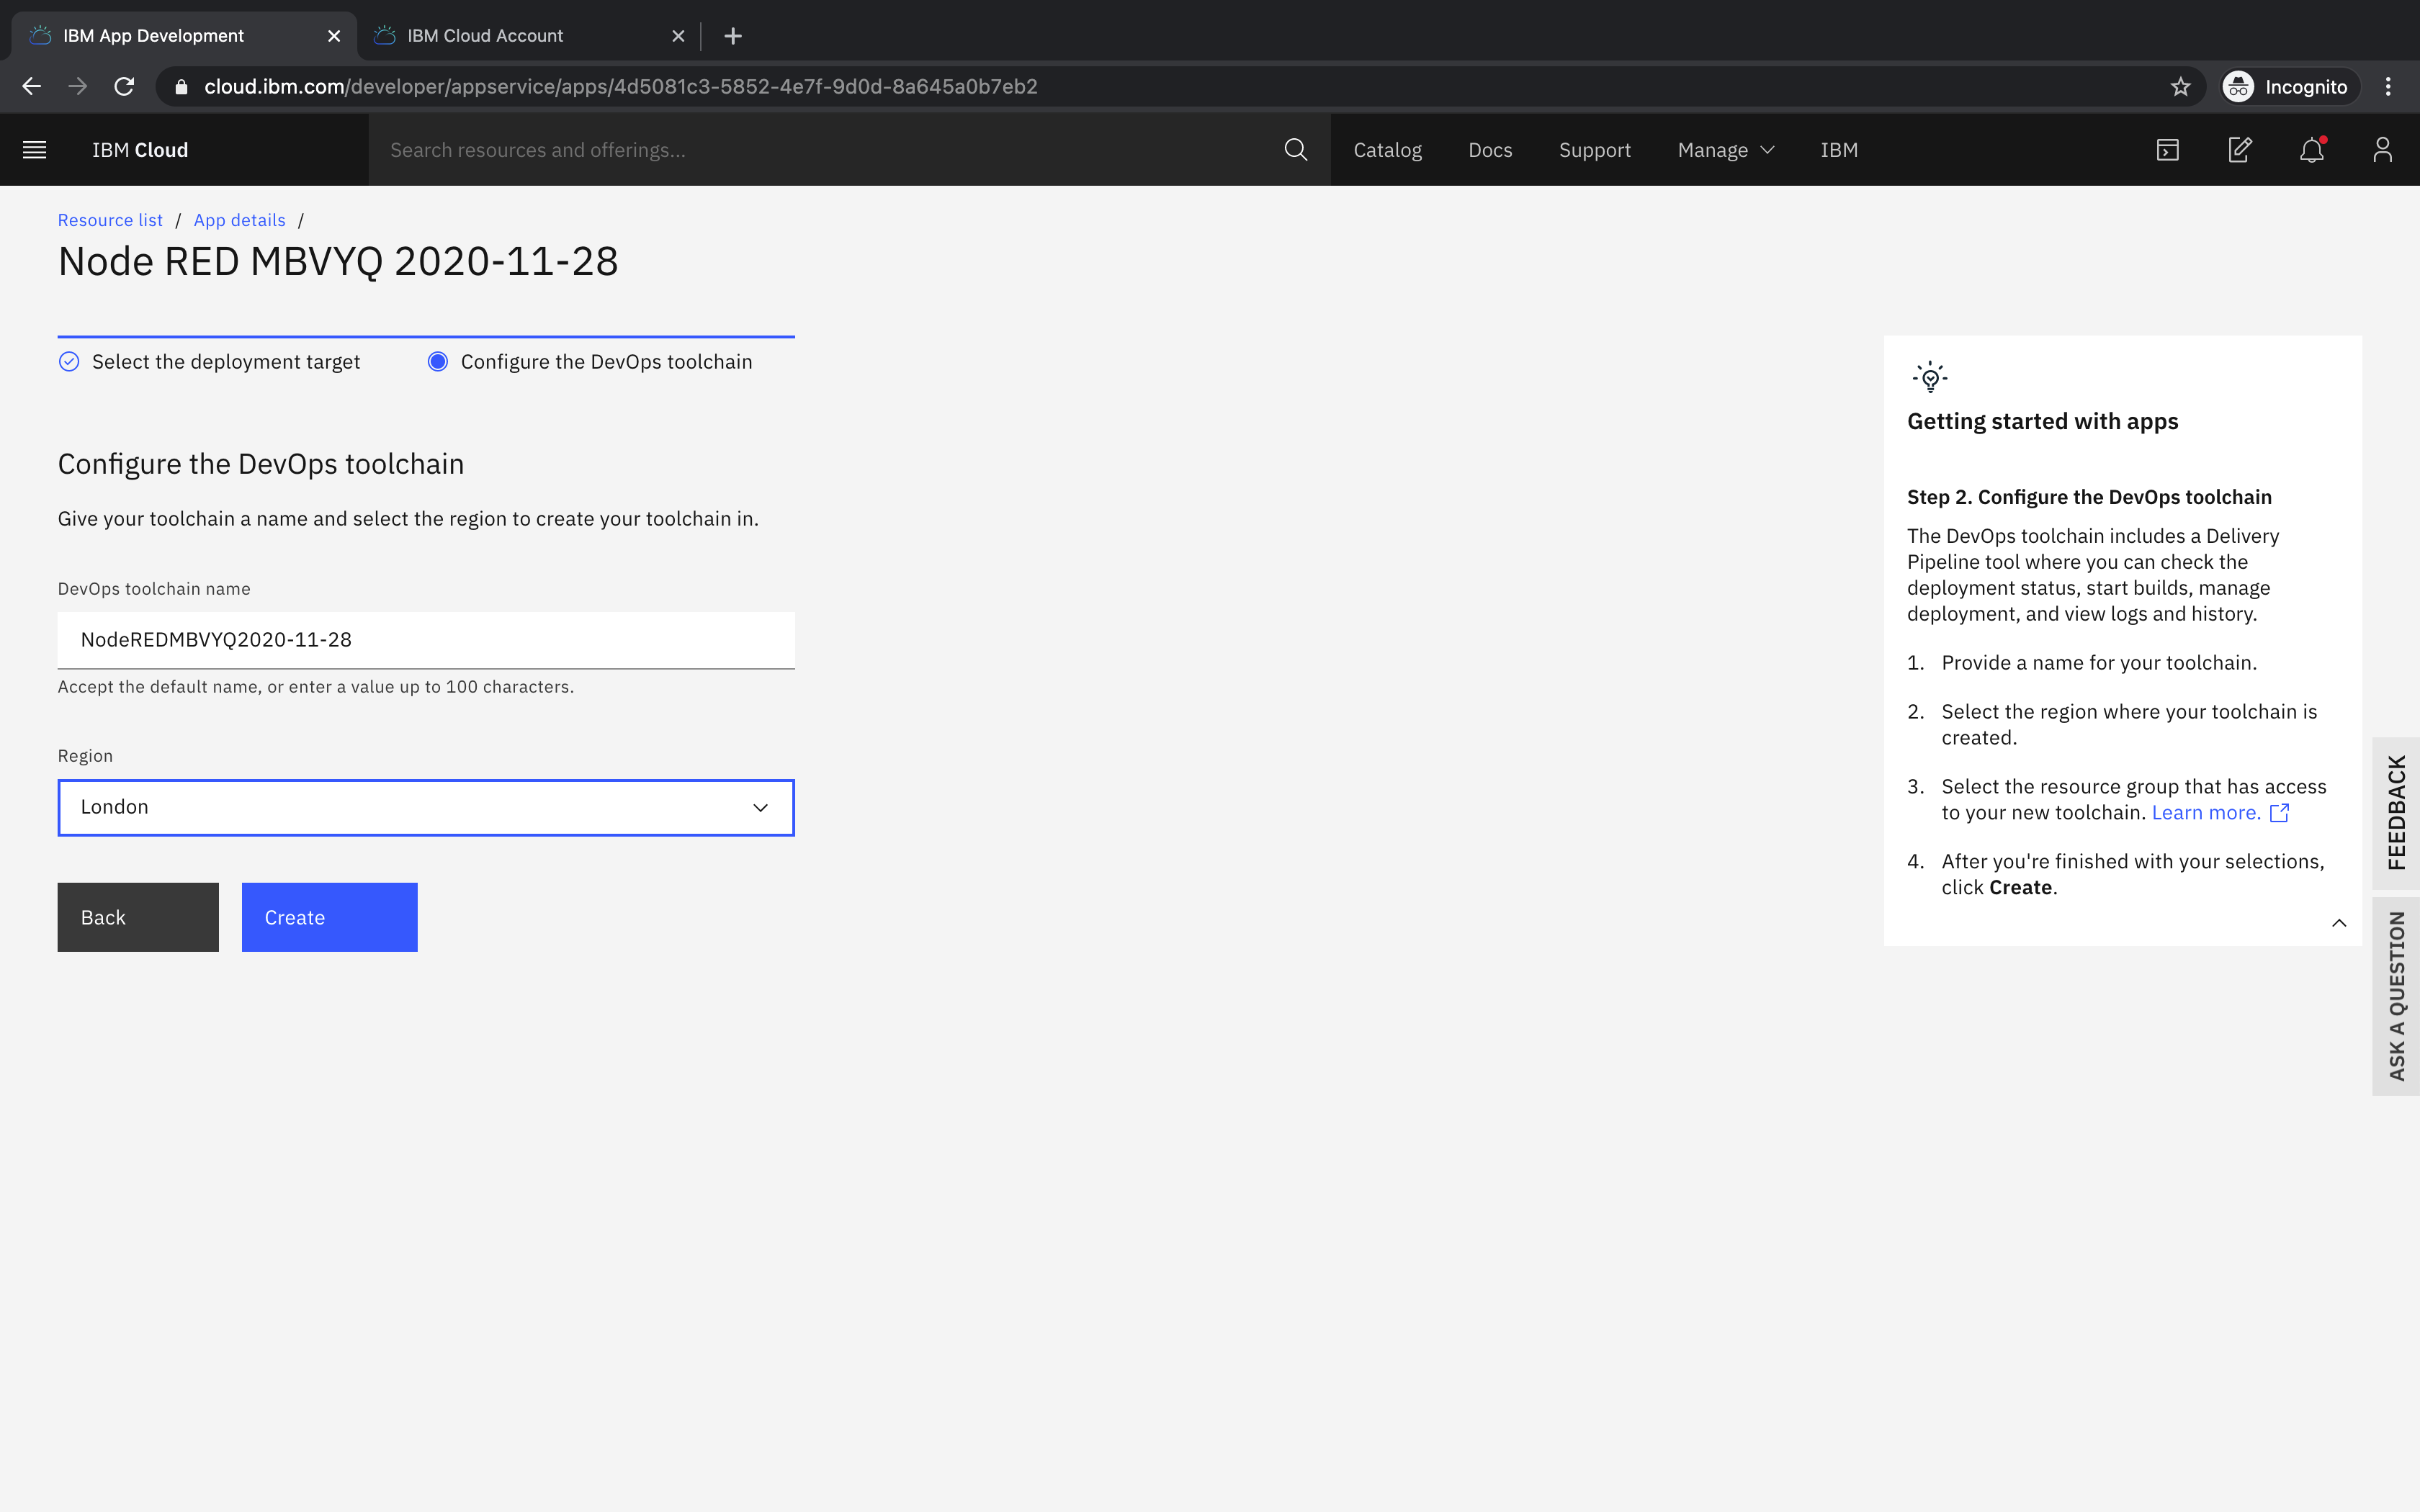 IBM App Development
IBM Cloud Account
cloud.ibm.com/developer/appservice/apps/4d5081c3-5852-4e7f-9d0d-8a645a0b7eb2
Incognito
IBM Cloud
Search resources and offerings...
Catalog
Docs
Support
Manage
IBM
Resource list / App details /
Node RED MBVYQ 2020-11-28
Select the deployment target
Configure the DevOps toolchain
Configure the DevOps toolchain
Give your toolchain a name and select the region to create your toolchain in.
DevOps toolchain name
NodeREDMBVYQ2020-11-28
Accept the default name, or enter a value up to 100 characters.
Region
London
Back
Create
Getting started with apps
Step 2. Configure the DevOps toolchain
The DevOps toolchain includes a Delivery
Pipeline tool where you can check the
deployment status, start builds, manage
deployment, and view logs and history.
1. Provide a name for your toolchain.
2. Select the region where your toolchain is
created.
3. Select the resource group that has access
to your new toolchain. Learn more.
4. After you're finished with your selections,
click Create.
FEEDBACK
ASK A QUESTION